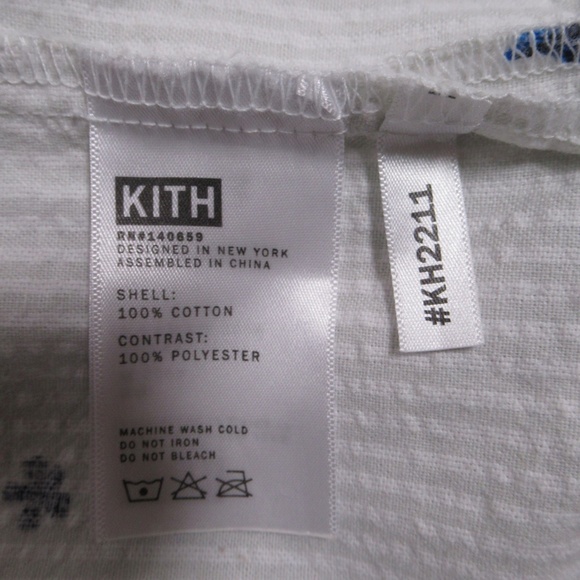 KITH
RN#140659
DESIGNED IN NEW YORK
ASSEMBLED IN CHINA
SHELL:
100% COTTON
CONTRAST:
100% POLYESTER
MACHINE WASH COLD
DO NOT IRON
DO NOT BLEACH
#KH2211